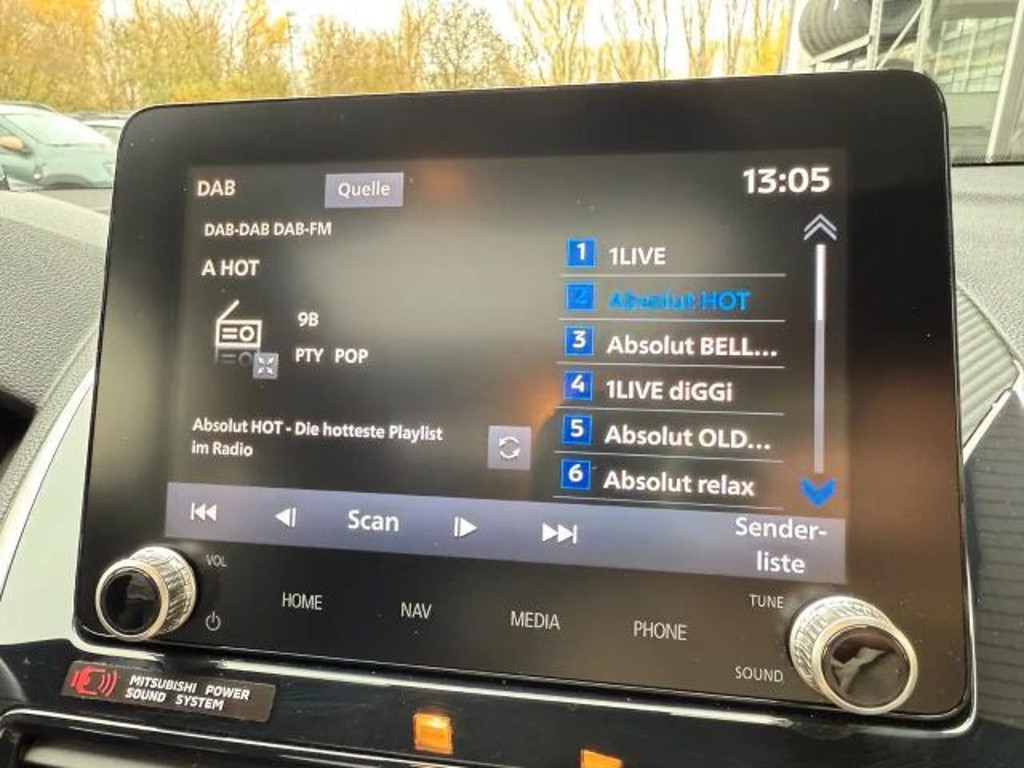 DAB
Quelle
13:05
DAB-DAB DAB-FM
A HOT
9B
PTY POP
Absolut HOT - Die hotteste Playlist
im Radio
1 1LIVE
2 Absolut HOT
3 Absolut BELL...
4 1LIVE diGGi
5 Absolut OLD...
6 Absolut relax
Scan
Sender-
liste
VOL
HOME
NAV
MEDIA
PHONE
TUNE
SOUND
MITSUBISHI POWER
SOUND SYSTEM